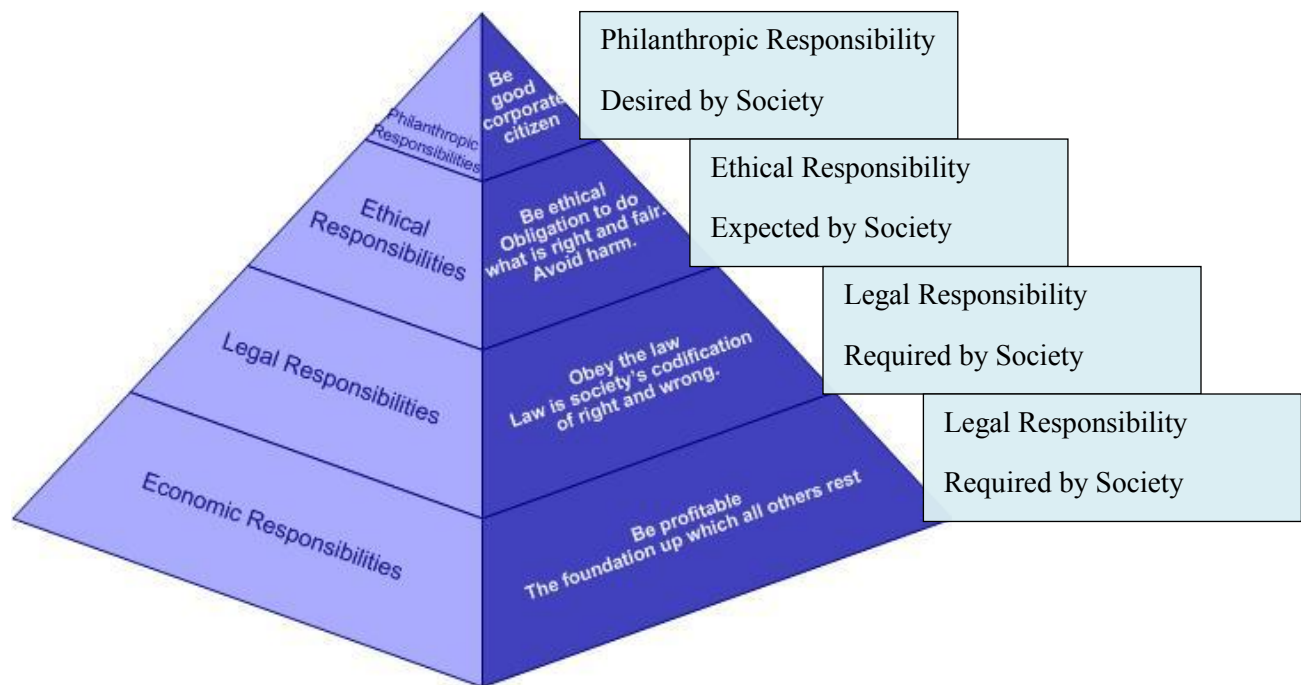 Philanthropic
Responsibilities
Be
good
corporate
citizen
Philanthropic Responsibility
Desired by Society
Ethical
Responsibilities
Be ethical
Obligation to do
what is right and fair.
Avoid harm.
Ethical Responsibility
Expected by Society
Legal Responsibilities
Obey the law
Law is society's codification
of right and wrong.
Legal Responsibility
Required by Society
Economic Responsibilities
Be profitable
The foundation up which all others rest
Legal Responsibility
Required by Society